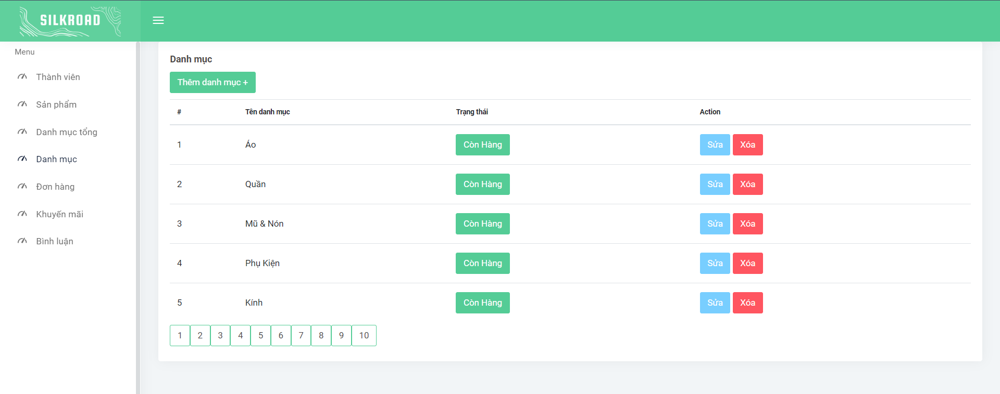 SILKROAD
Menu
Thành viên
Sản phẩm
Danh mục tổng
Danh mục
Đơn hàng
Khuyến mãi
Bình luận
Danh mục
Thêm danh mục +
# Tên danh mục Trạng thái Action
1 Áo Còn Hàng Sửa Xóa
2 Quần Còn Hàng Sửa Xóa
3 Mũ & Nón Còn Hàng Sửa Xóa
4 Phụ Kiện Còn Hàng Sửa Xóa
5 Kính Còn Hàng Sửa Xóa
1 2 3 4 5 6 7 8 9 10